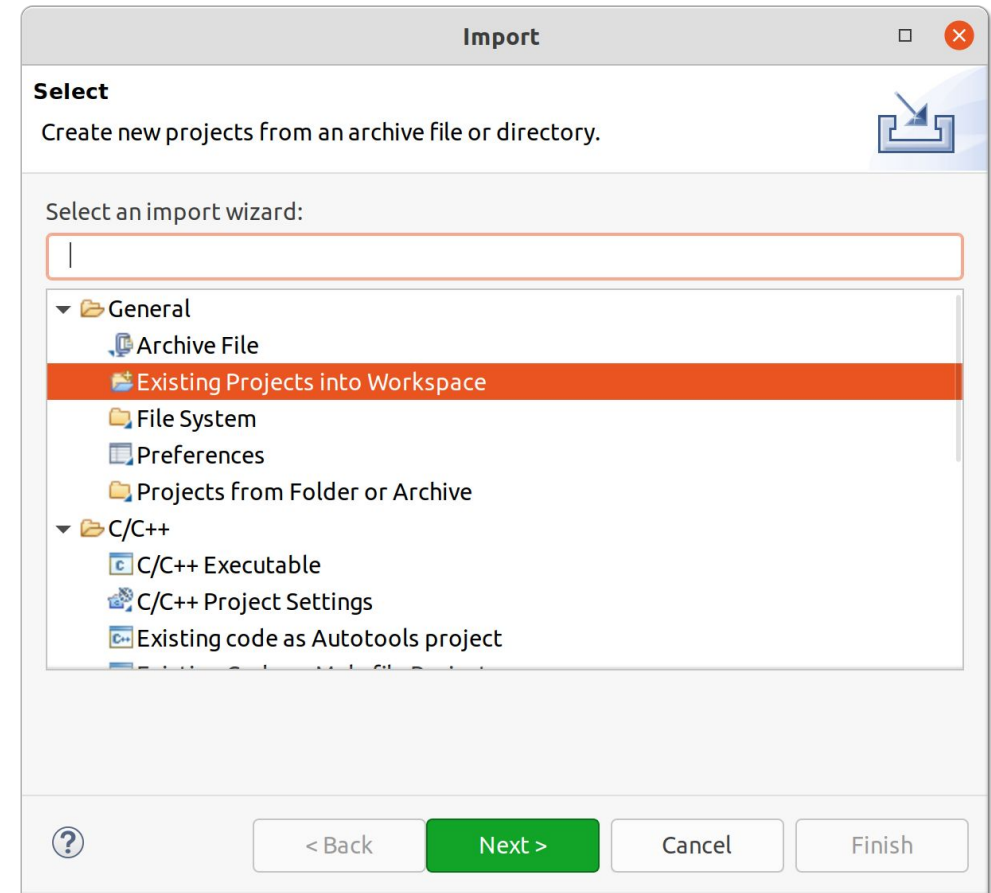 Import
Select
Create new projects from an archive file or directory.
Select an import wizard:
General
Archive File
Existing Projects into Workspace
File System
Preferences
Projects from Folder or Archive
C/C++
C/C++ Executable
C/C++ Project Settings
Existing code as Autotools project
< Back
Next >
Cancel
Finish